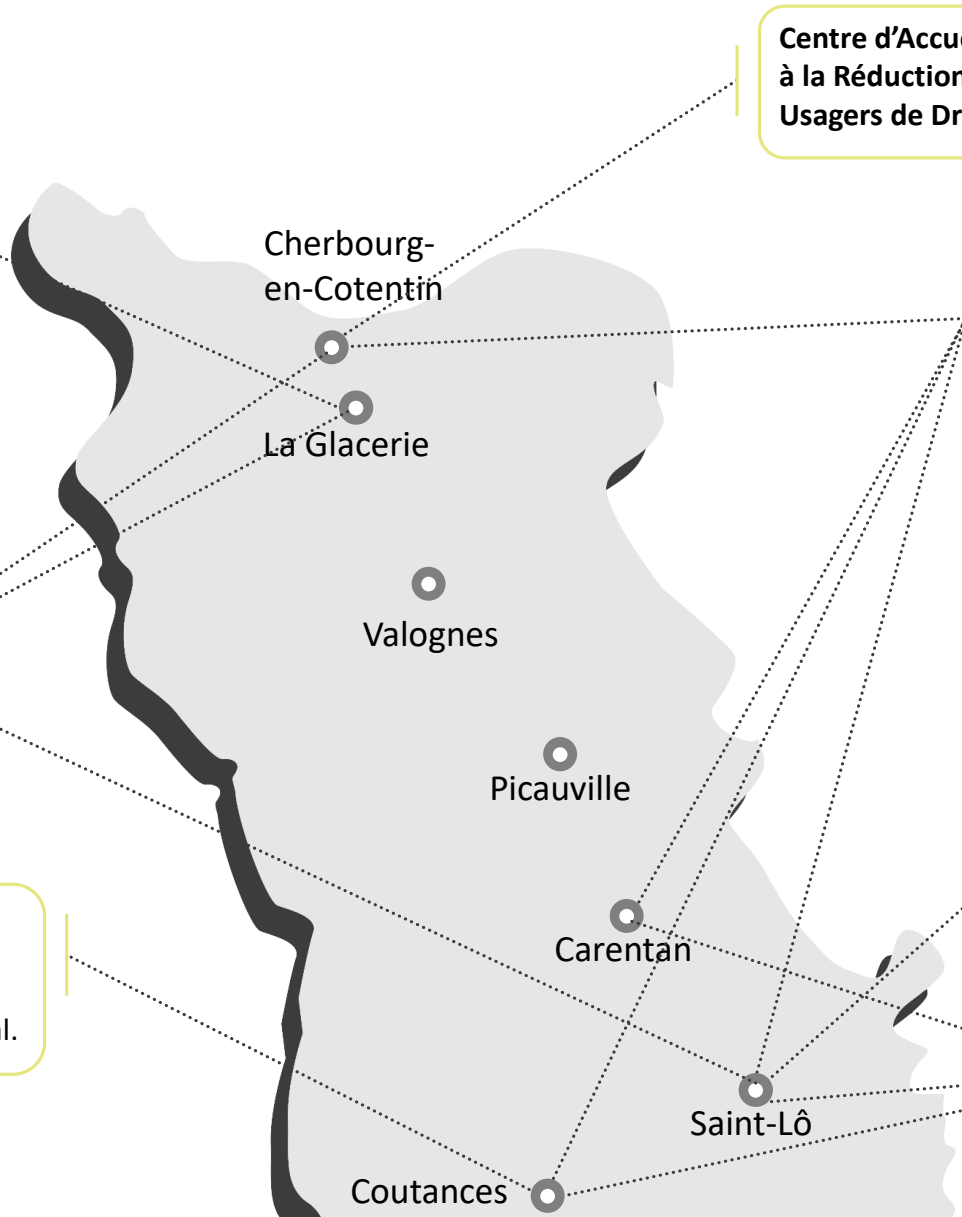 Centre d'Accue
à la Réduction
Usagers de Dr
Cherbourg-
en-Cotentin
La Glacerie
Valognes
Picauville
Carentan
l.
Saint-Lô
Coutances